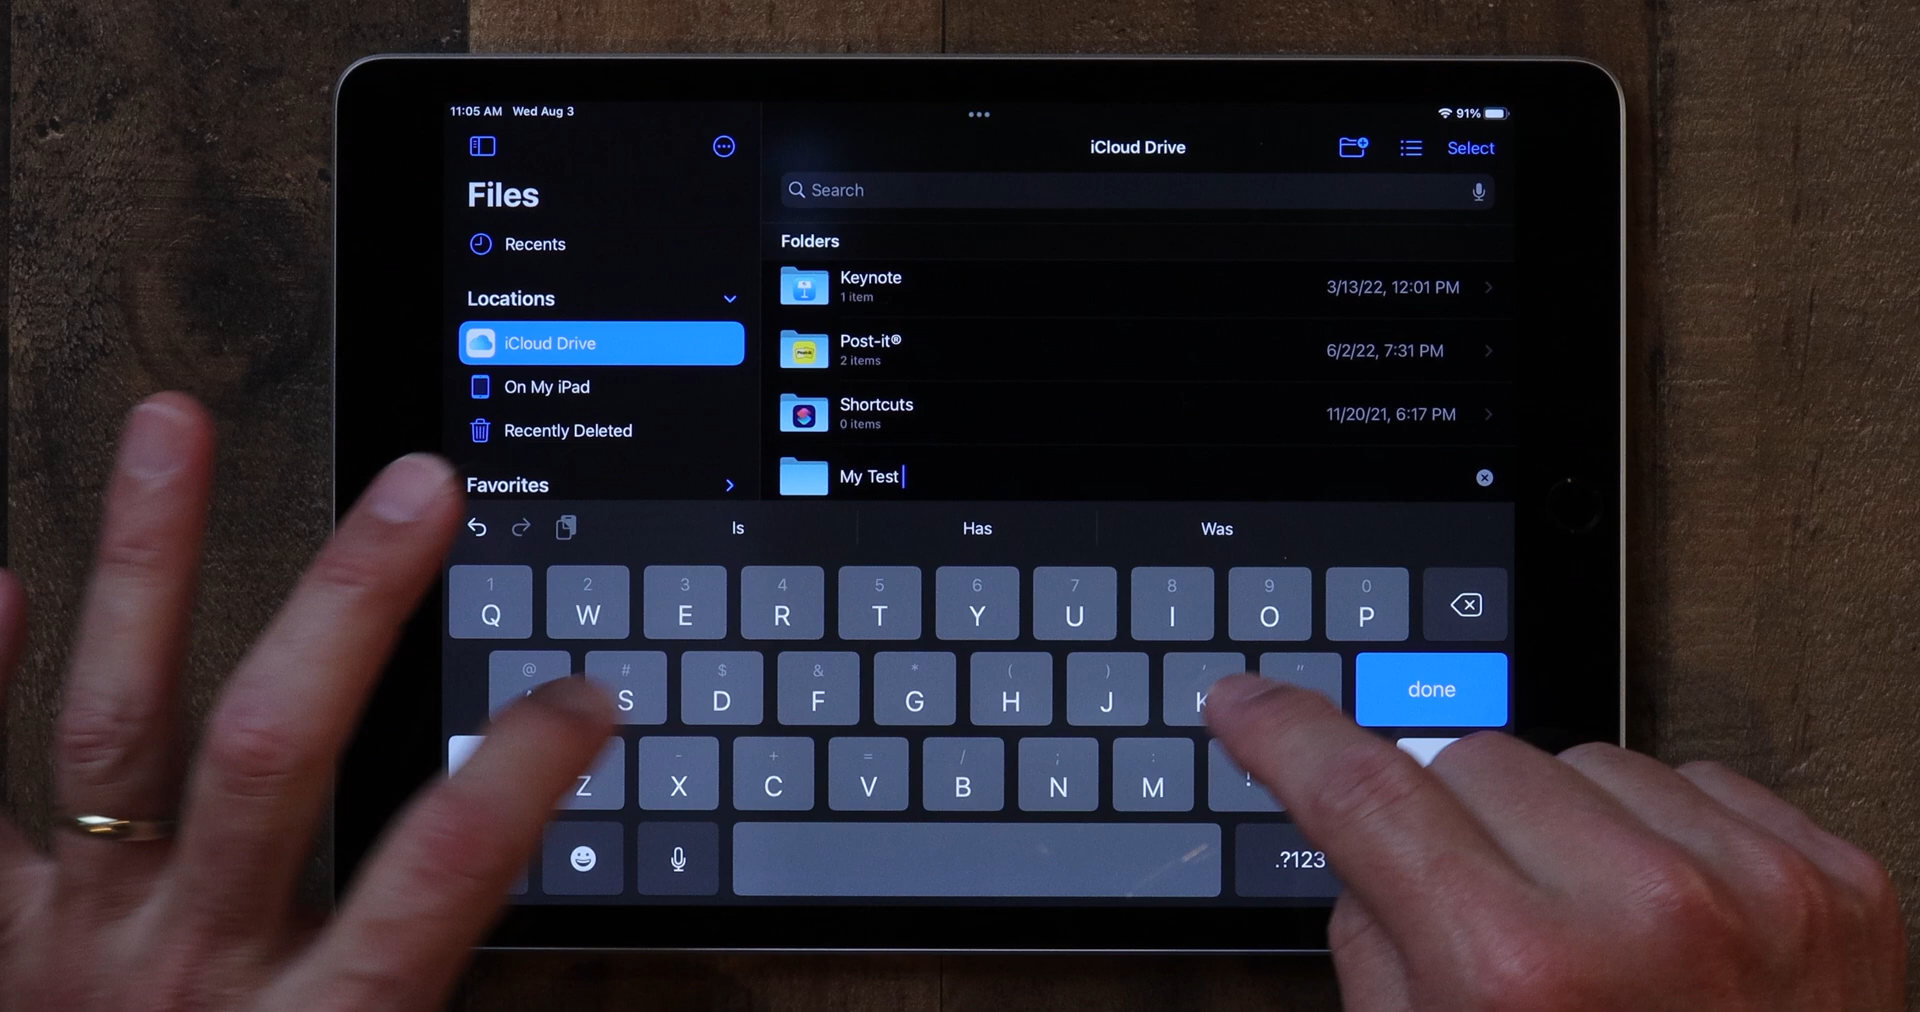 11:05 AM Wed Aug 3
91%
Files
Recents
Locations
iCloud Drive
On My iPad
Recently Deleted
Favorites
iCloud Drive
Select
Search
Folders
Keynote
1 item
3/13/22, 12:01 PM
Post-it®
2 items
6/2/22, 7:31 PM
Shortcuts
0 items
11/20/21, 6:17 PM
My Test
Is Has Was
1 2 3 4 5 6 7 8 9 0
Q W E R T Y U I O P
@ # $ & * ( ) ' "
S D F G H J K done
- + = / ; :
Z X C V B N M !
.?123